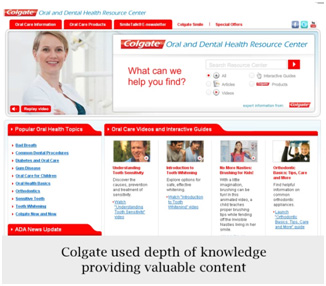 Colgate Oral and Dental Health Resource Center
Oral Care Information
Oral Care Products
Smile Talk® E-newsletter
Colgate Smile
Special Offers
Colgate Oral and Dental Health Resource Center
What can we
help you find?
Search Resource Center
All
Interactive Guides
Articles
Products
Videos
Replay video
expert information from Colgate
Popular Oral Health Topics
Bad Breath
Common Dental Procedures
Diabetes and Oral Care
Gum Disease
Oral Care for Children
Oral Health Basics
Orthodontics
Sensitive Teeth
Tooth Whitening
Colgate Now and Now
ADA News Update
Oral Care Videos and Interactive Guides
Understanding
Tooth Sensitivity
Discover the
causes, prevention
and treatment of
sensitivity.
Watch
"Understanding
Tooth Sensitivity"
video
Introduction to
Tooth Whitening
Explore options for
safe, effective
whitening.
Watch "Introduction
to Tooth
Whitening" video
No More Nasties:
Brushing for Kids!
With a little
imagination,
brushing can be
fun! In this
animated video, a
child teaches
proper brushing
tips while fending
off the invisible
nasties living in her
smile
Orthodontic
Basics: Tips, Care
and More
Find helpful
information on
common
orthodontic
appliances.
Launch
"Orthodontic
Basics: Tips, Care
and More" guide
Colgate used depth of knowledge
providing valuable content